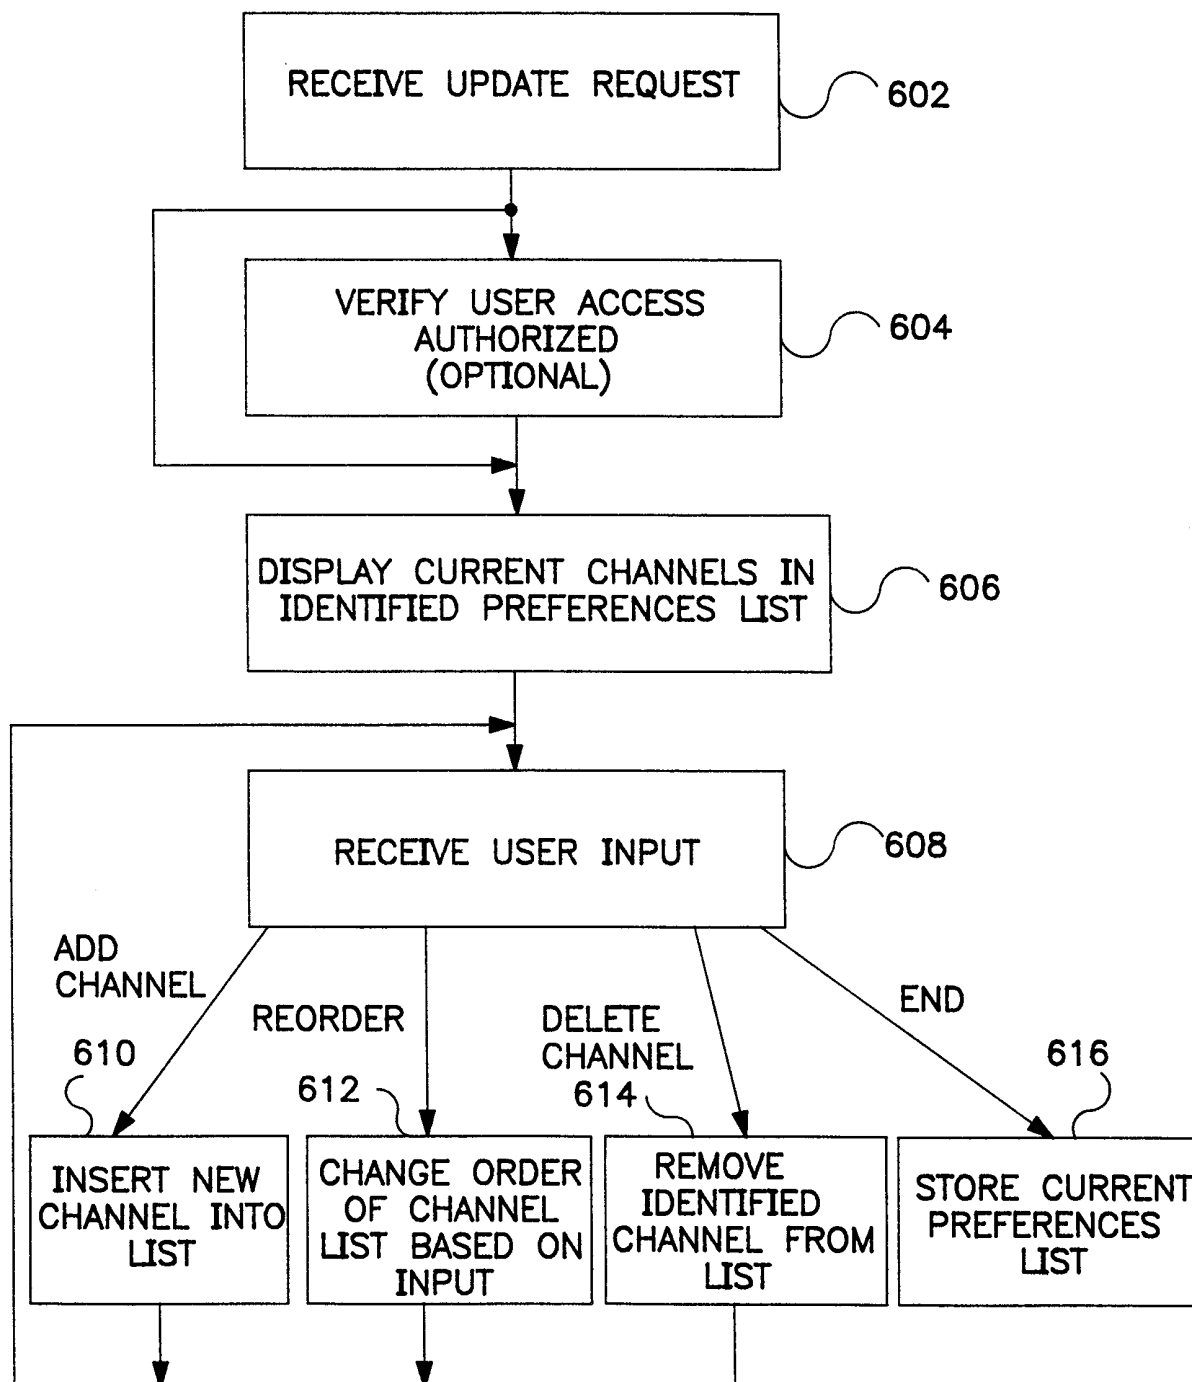 RECEIVE UPDATE REQUEST
602
VERIFY USER ACCESS
AUTHORIZED
(OPTIONAL)
604
DISPLAY CURRENT CHANNELS IN
IDENTIFIED PREFERENCES LIST
606
RECEIVE USER INPUT
608
ADD
CHANNEL
REORDER
DELETE
CHANNEL
END
610
612
614
616
INSERT NEW
CHANNEL INTO
LIST
CHANGE ORDER
OF CHANNEL
LIST BASED ON
INPUT
REMOVE
IDENTIFIED
CHANNEL FROM
LIST
STORE CURRENT
PREFERENCES
LIST